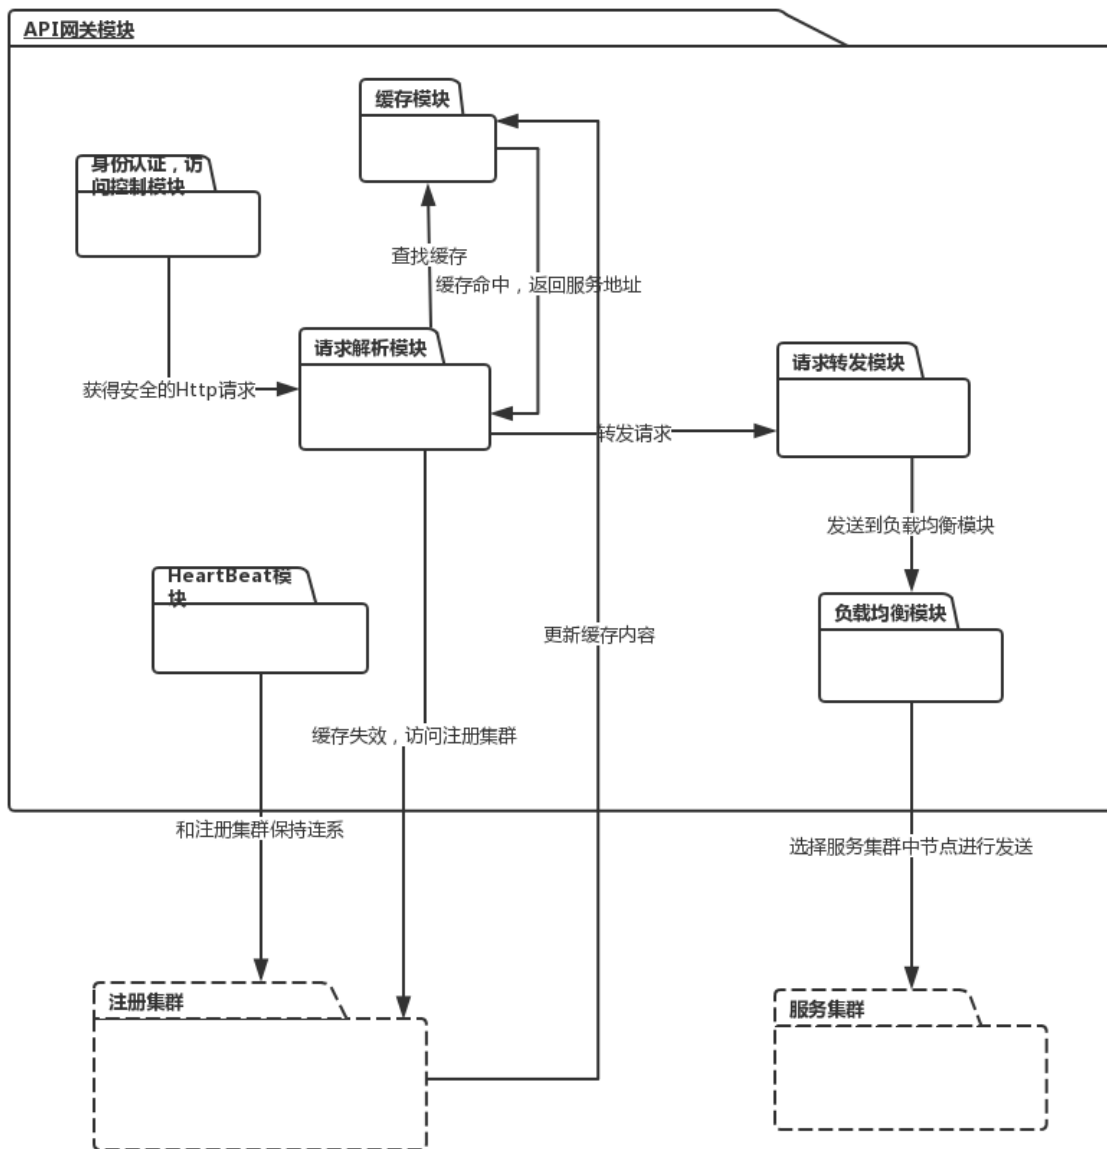 API网关模块
缓存模块
身份认证，访
问控制模块
查找缓存
缓存命中，返回服务地址
请求解析模块
请求转发模块
获得安全的Http请求
转发请求
发送到负载均衡模块
HeartBeat模
块
负载均衡模块
更新缓存内容
缓存失效，访问注册集群
和注册集群保持连系
选择服务集群中节点进行发送
注册集群
服务集群